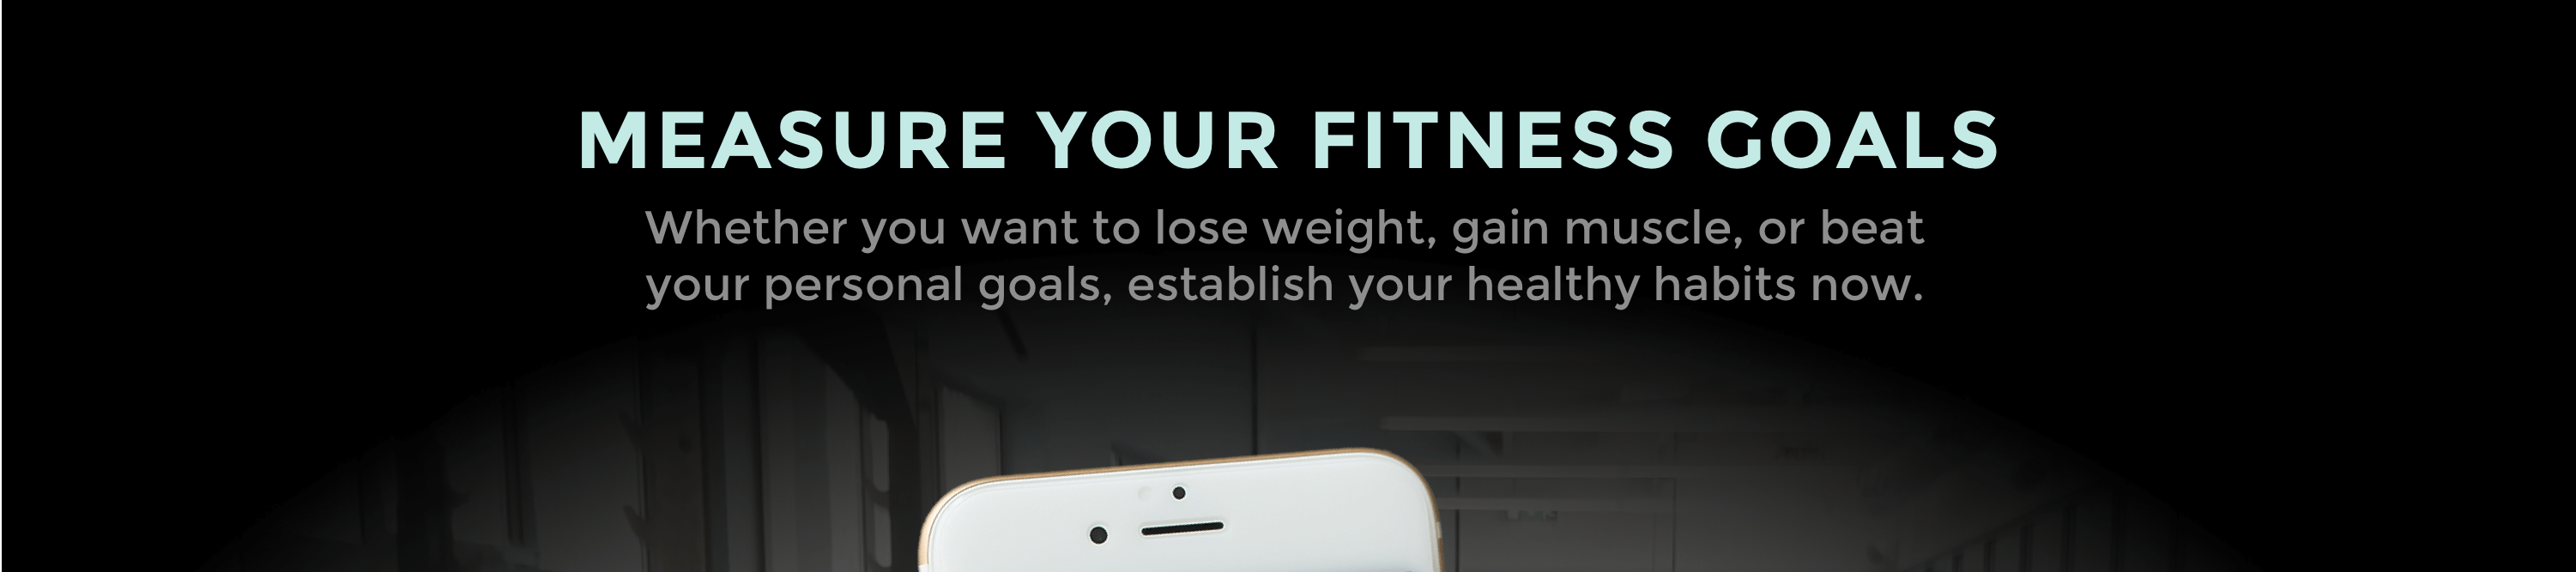 MEASURE YOUR FITNESS GOALS
Whether you want to lose weight, gain muscle, or beat
your personal goals, establish your healthy habits now.